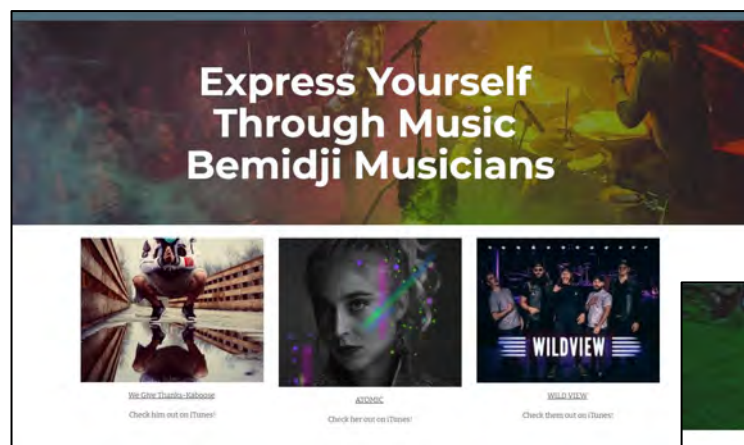 Express Yourself
Through Music
Bemidji Musicians
WILDVIEW
We Give Thanks-Kaboose
ATOMIC
WILD VIEW
Check him out on iTunes!
Check her out on iTunes!
Check them out on iTunes!